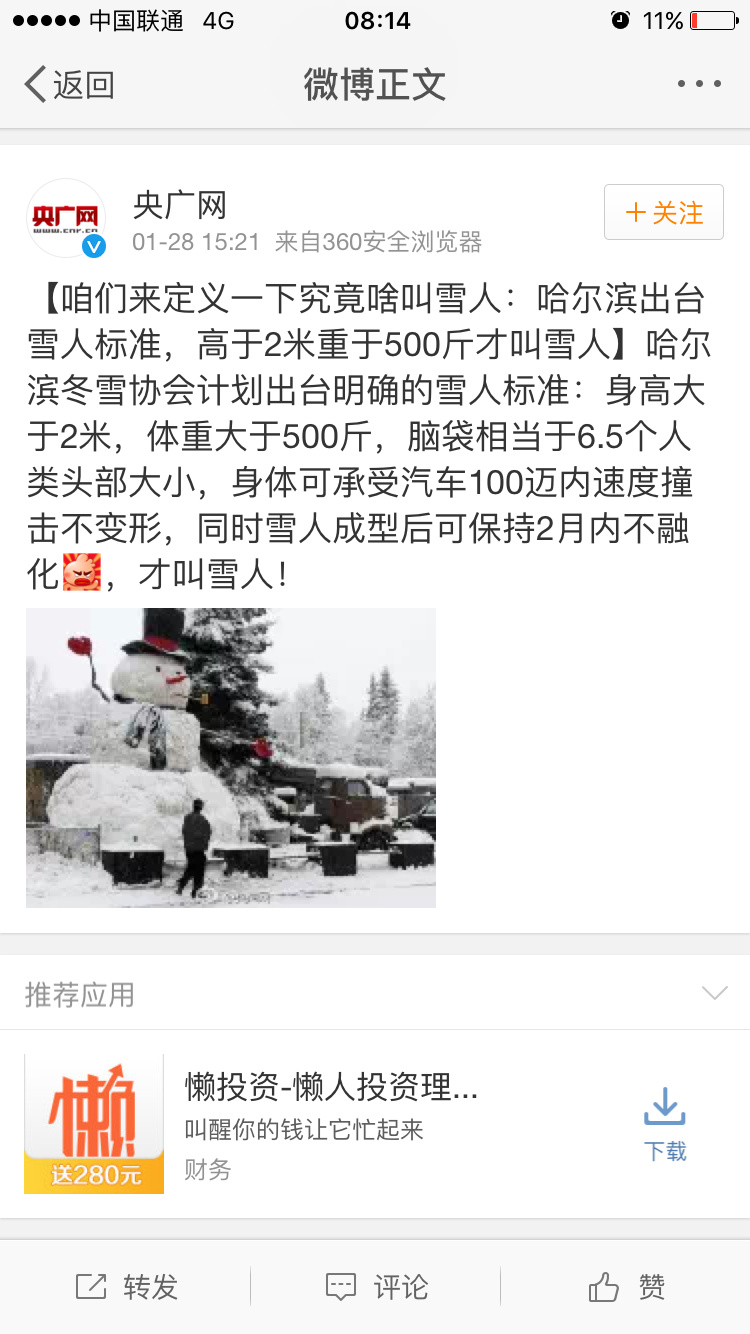 中国联通 4G 08:14 11%
返回 微博正文
央广网
www.cnr.cn
V
央广网
01-28 15:21 来自360安全浏览器
+关注
【咱们来定义一下究竟啥叫雪人：哈尔滨出台
雪人标准，高于2米重于500斤才叫雪人】哈尔
滨冬雪协会计划出台明确的雪人标准：身高大
于2米，体重大于500斤，脑袋相当于6.5个人
类头部大小，身体可承受汽车100迈内速度撞
击不变形，同时雪人成型后可保持2月内不融
化，才叫雪人！
推荐应用
懒
送280元
懒投资-懒人投资理...
叫醒你的钱让它忙起来
财务
下载
转发 评论 赞